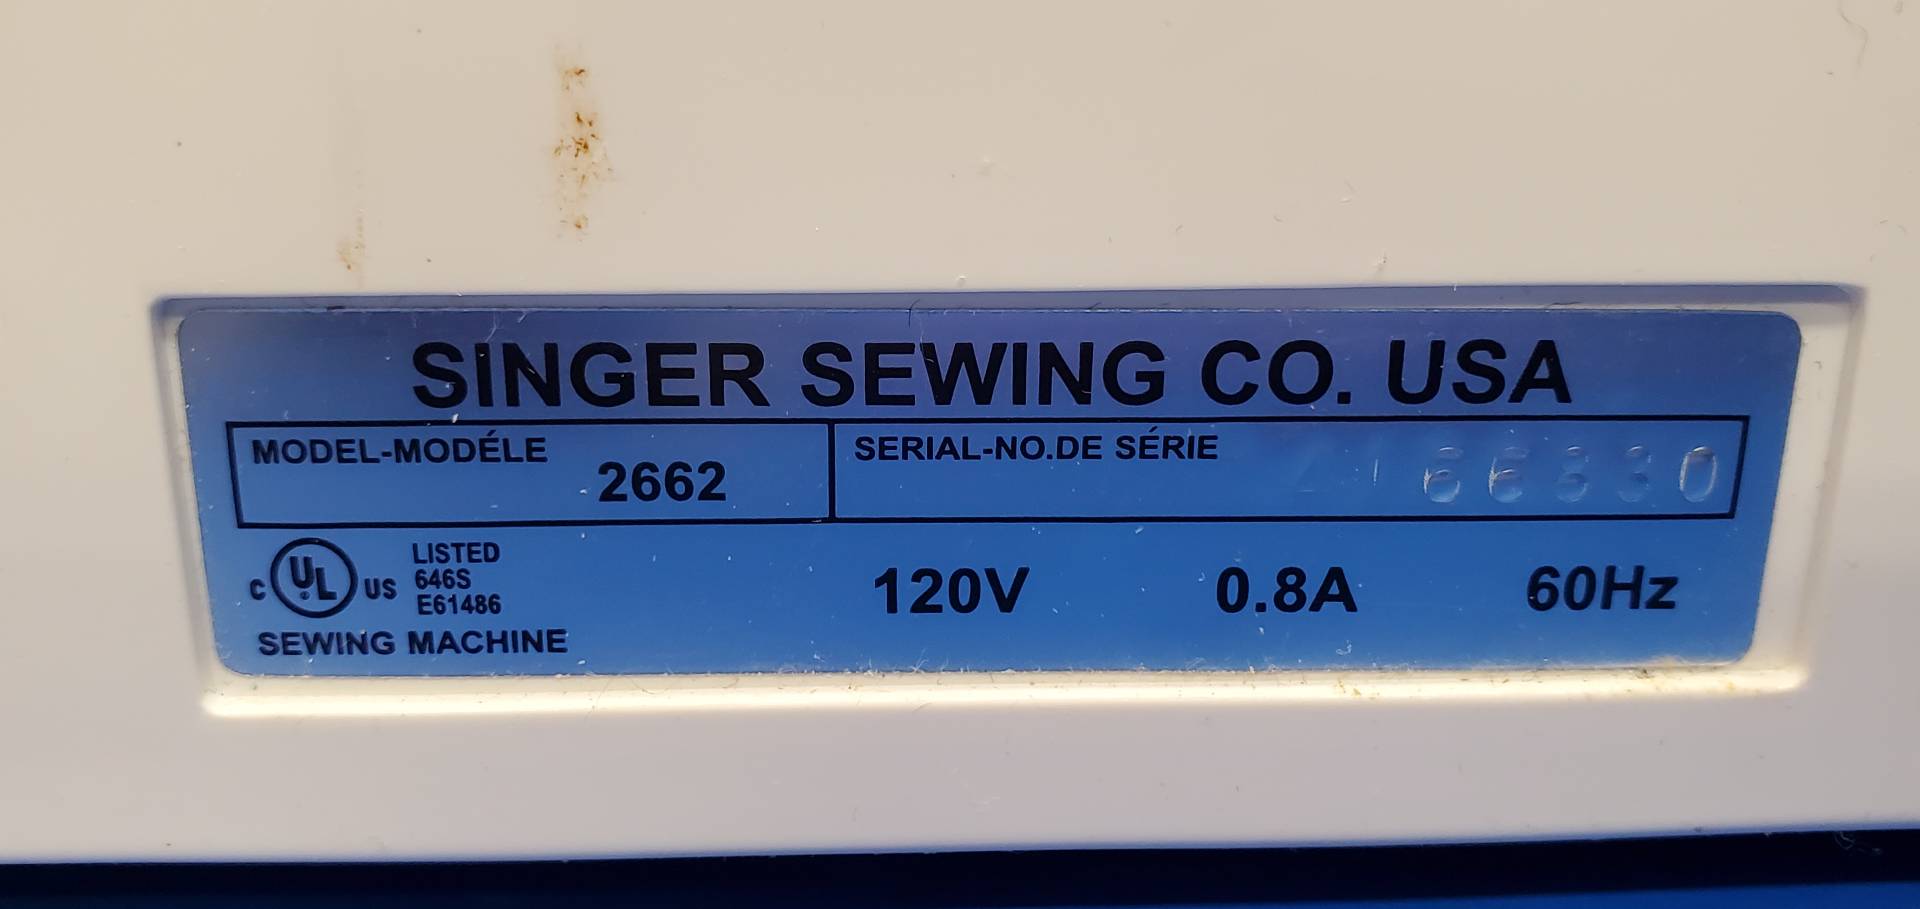 SINGER SEWING CO. USA
MODEL-MODÉLE 2662
SERIAL-NO.DE SÉRIE
c UL ® US
LISTED
646S
E61486
SEWING MACHINE
120V 0.8A 60Hz